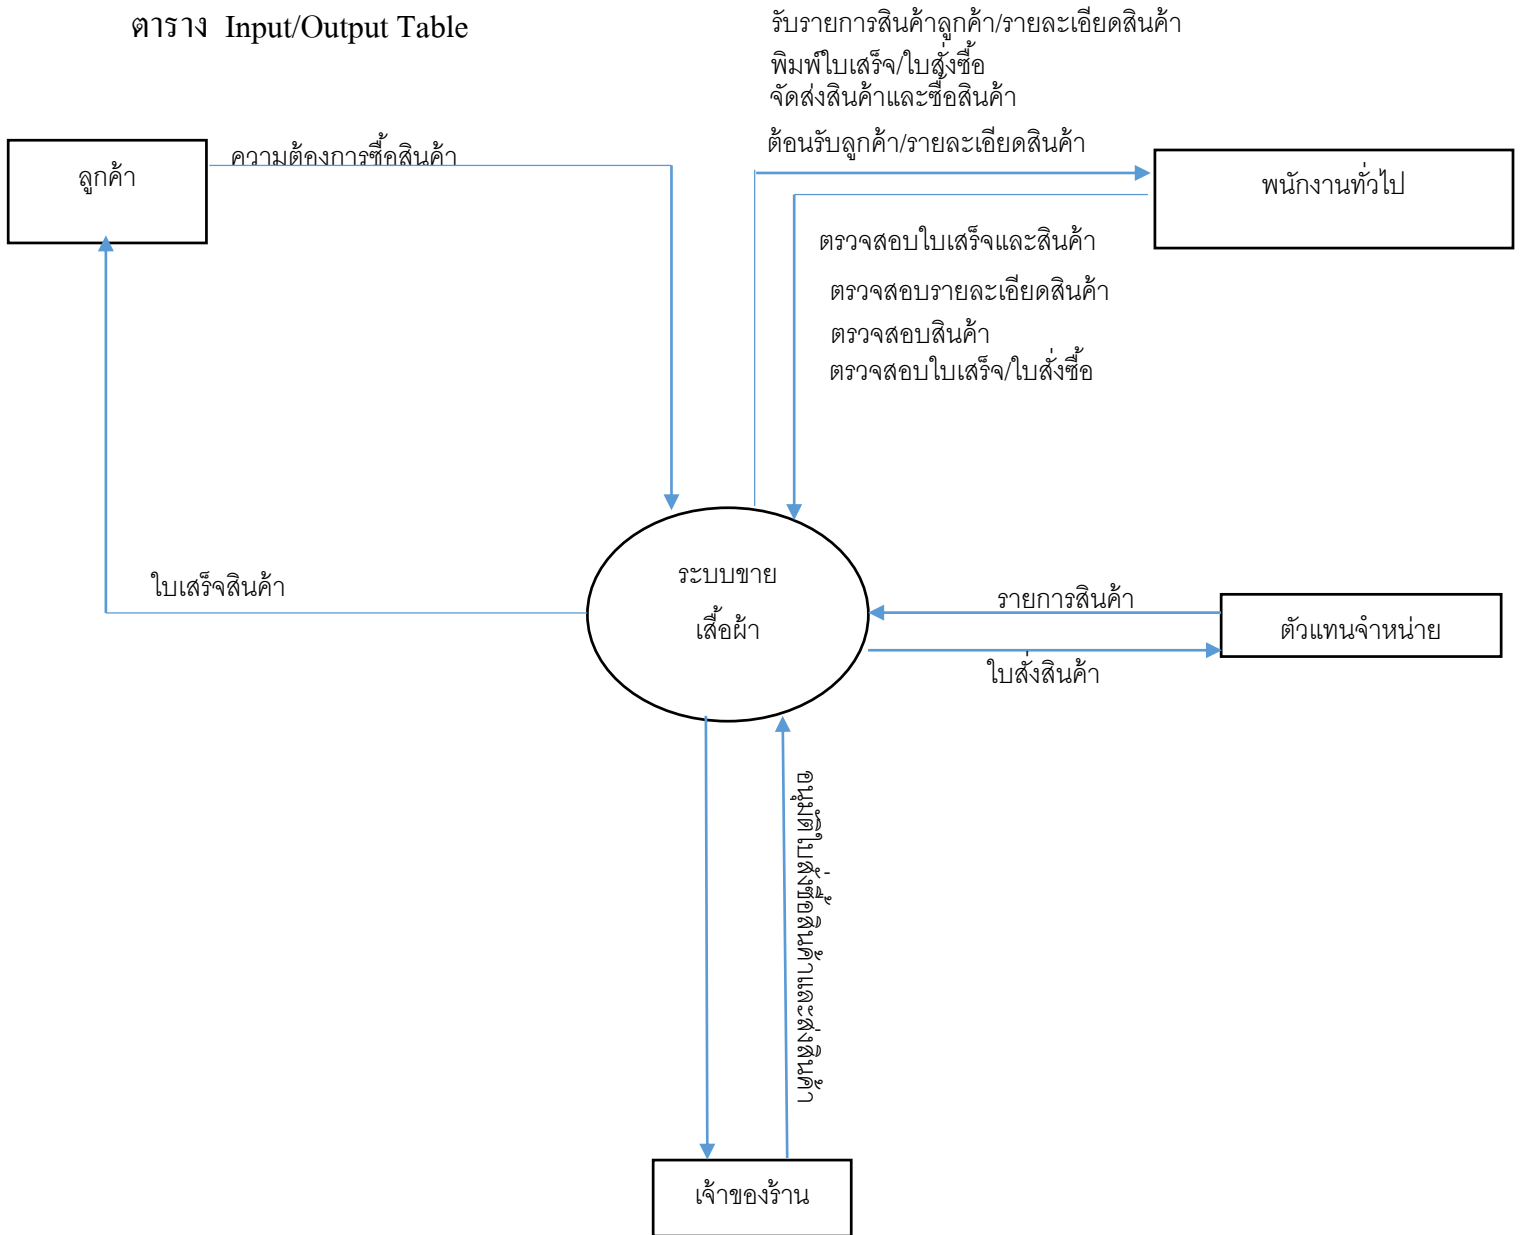 ตาราง Input/Output Table
รับรายการสินค้าลูกค้า/รายละเอียดสินค้า
พิมพ์ใบเสร็จ/ใบสั่งซื้อ
จัดส่งสินค้าและซื้อสินค้า
ต้อนรับลูกค้า/รายละเอียดสินค้า
ความต้องการซื้อสินค้า
ลูกค้า
พนักงานทั่วไป
ตรวจสอบใบเสร็จและสินค้า
ตรวจสอบรายละเอียดสินค้า
ตรวจสอบสินค้า
ตรวจสอบใบเสร็จ/ใบสั่งซื้อ
ใบเสร็จสินค้า
ระบบขาย
เสื้อผ้า
รายการสินค้า
ตัวแทนจำหน่าย
ใบสั่งสินค้า
อนุมัติใบสั่งซื้อสินค้าและส่งสินค้า
เจ้าของร้าน